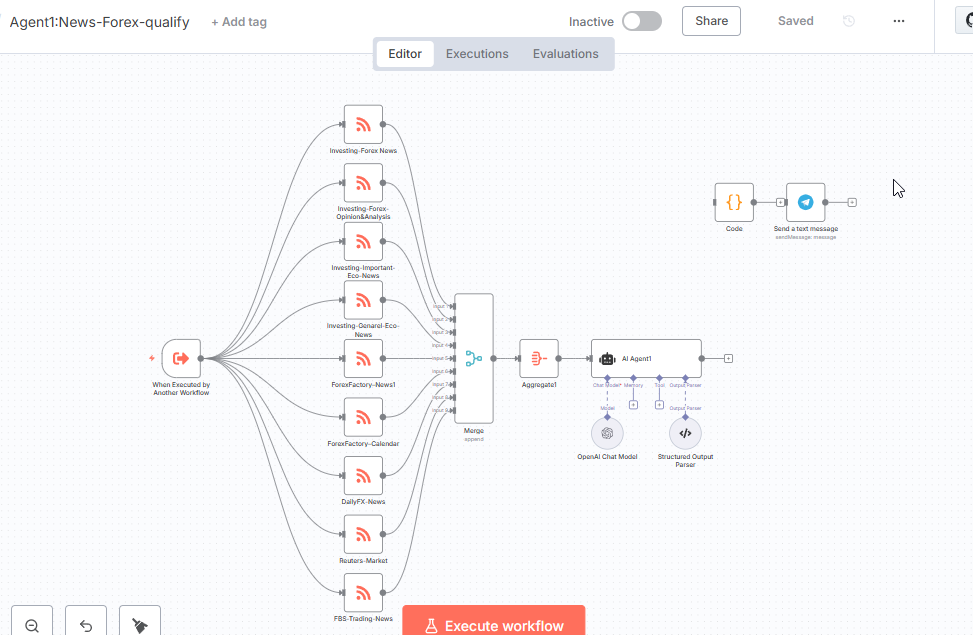 Agent1:News-Forex-qualify
+ Add tag
Inactive
Share
Saved
Editor
Executions
Evaluations
Investing-Forex News
Investing-Forex-
Opinion&Analysis
Investing-Important-
Eco-News
Investing-Genarel-Eco-
News
ForexFactory-News1
ForexFactory-Calendar
DailyFX-News
Reuters-Market
FBS-Trading-News
When Executed by
Another Workflow
Input 1
Input 2
Input 3
Input 4
Input 5
Input 6
Input 7
Input 8
Input 9
Merge
append
Aggregate1
AI Agent1
Chat Model*
Memory
Tool
Output Parser
Model
Output Parser
OpenAI Chat Model
Structured Output
Parser
{}
Code
Send a text message
sendMessage: message
Execute workflow